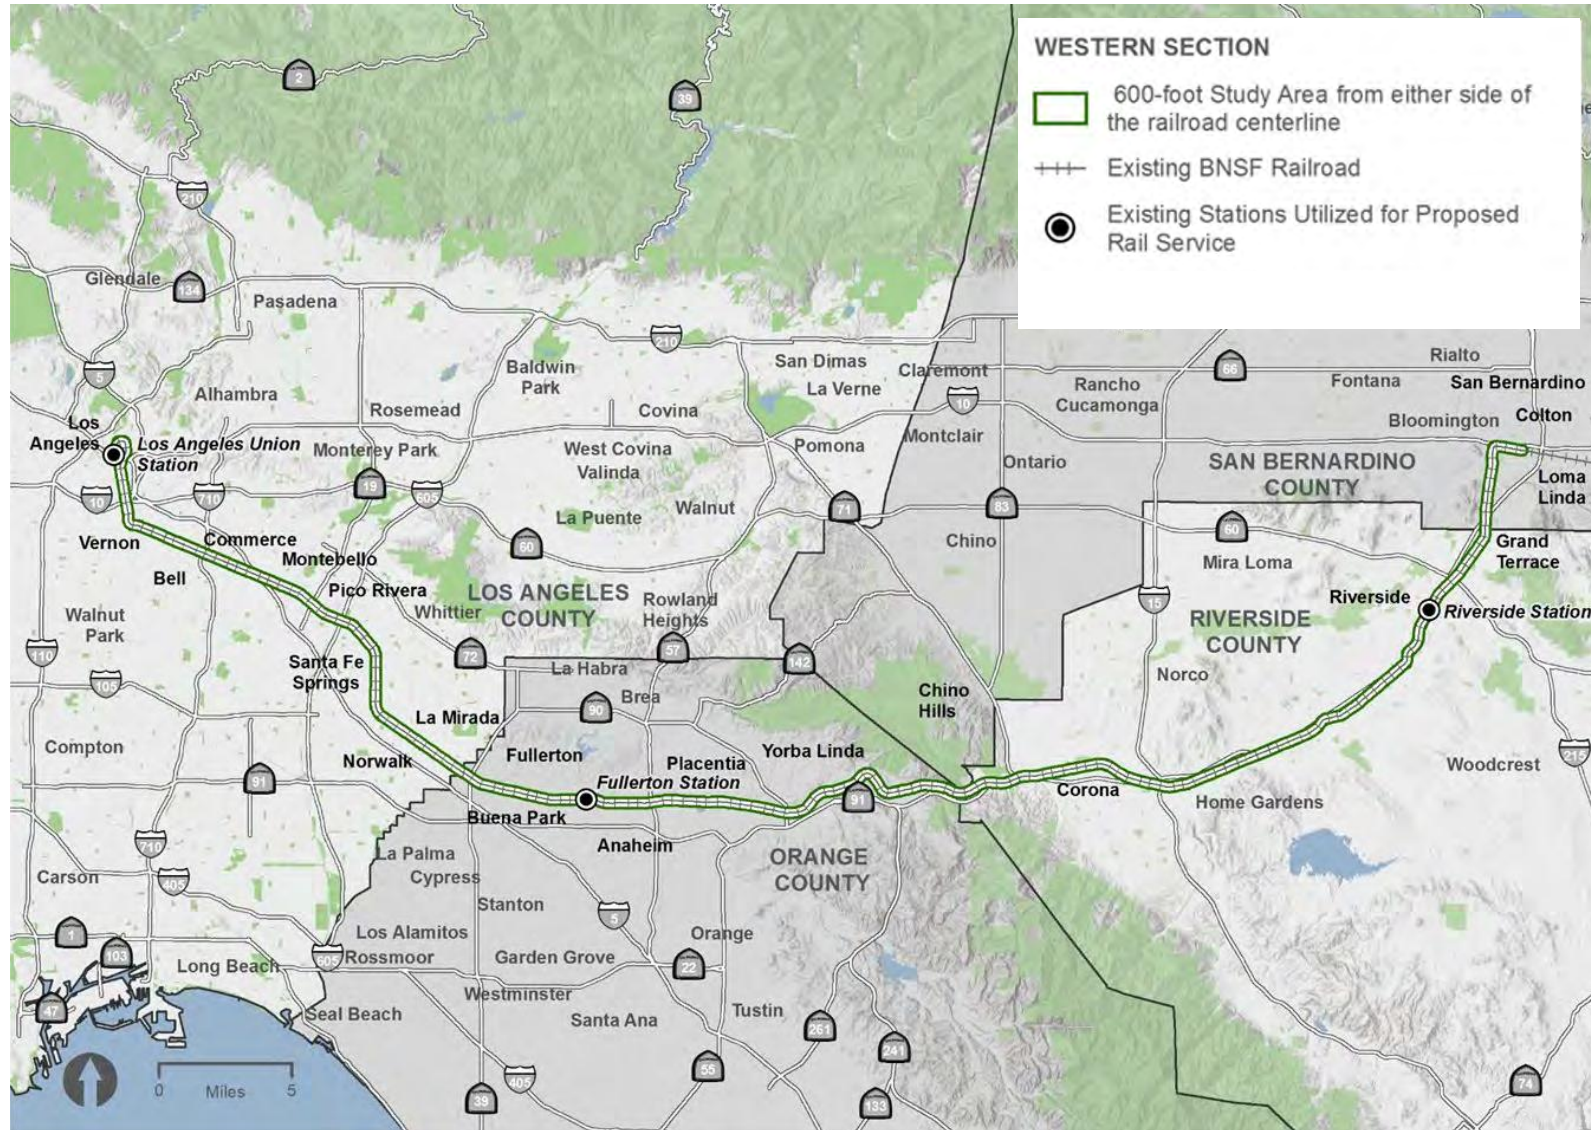 WESTERN SECTION
600-foot Study Area from either side of
the railroad centerline
Existing BNSF Railroad
Existing Stations Utilized for Proposed
Rail Service
2
39
210
Glendale
134
Pasadena
210
5
Baldwin
Park
San Dimas
La Verne
Claremont
66
Rialto
Fontana
San Bernardino
Rancho
Cucamonga
10
Alhambra
Rosemead
Covina
Bloomington
Colton
Los
Angeles
Los Angeles Union
Station
Monterey Park
West Covina
Valinda
Pomona
Montclair
Ontario
SAN BERNARDINO
COUNTY
Loma
Linda
10
710
19
605
Walnut
La Puente
71
83
60
Vernon
Commerce
Montebello
60
Chino
Mira Loma
Grand
Terrace
Bell
Pico Rivera
Whittier
LOS ANGELES
COUNTY
Rowland
Heights
15
Riverside
Riverside Station
RIVERSIDE
COUNTY
Walnut
Park
110
105
Santa Fe
Springs
72
57
142
La Habra
Brea
90
Norco
Chino
Hills
La Mirada
Compton
Norwalk
Fullerton
Placentia
Yorba Linda
215
Woodcrest
91
Fullerton Station
91
Corona
Home Gardens
Buena Park
Anaheim
710
La Palma
Cypress
ORANGE
COUNTY
Carson
405
Stanton
5
1
103
Los Alamitos
Rossmoor
605
Garden Grove
Orange
22
Long Beach
Westminster
47
Seal Beach
Santa Ana
Tustin
261
241
0
Miles
5
405
39
55
133
74